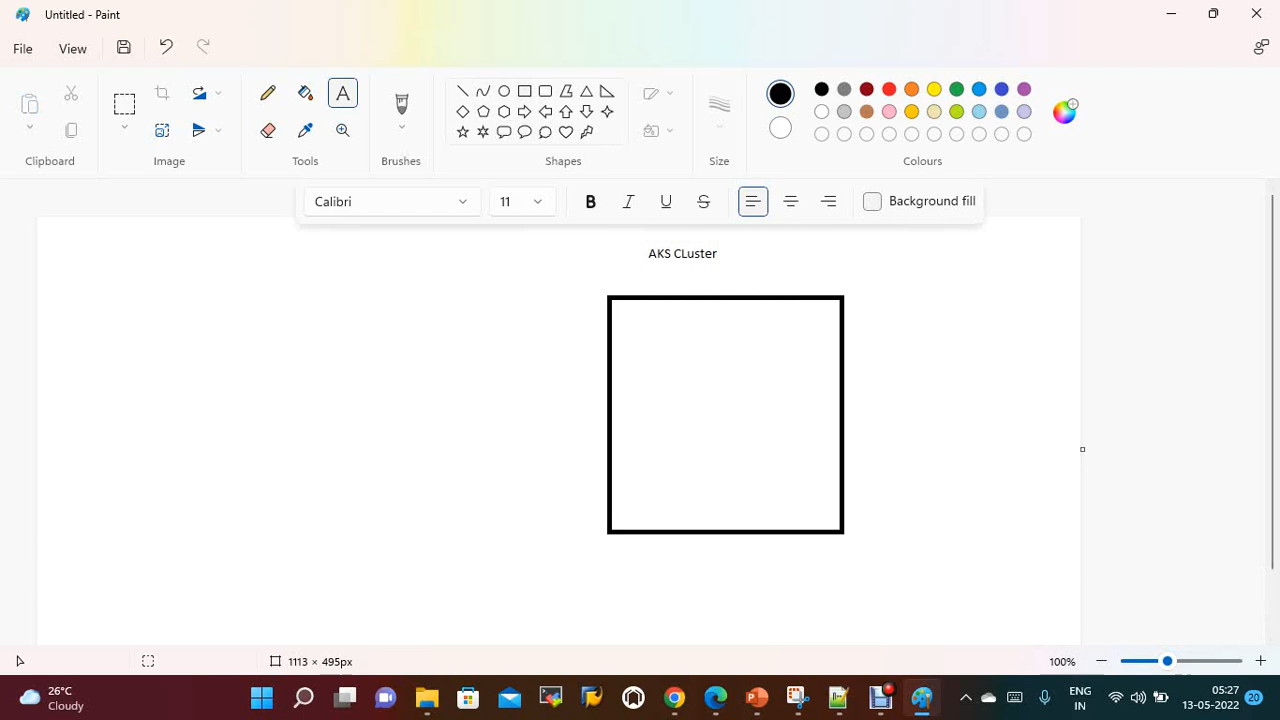 Untitled - Paint
File View
Clipboard Image Tools Brushes Shapes Size Colours
Calibri 11 B I U Background fill
AKS CLuster
1113 × 495px 100%
26°C
Cloudy
ENG
IN
05:27
13-05-2022
20